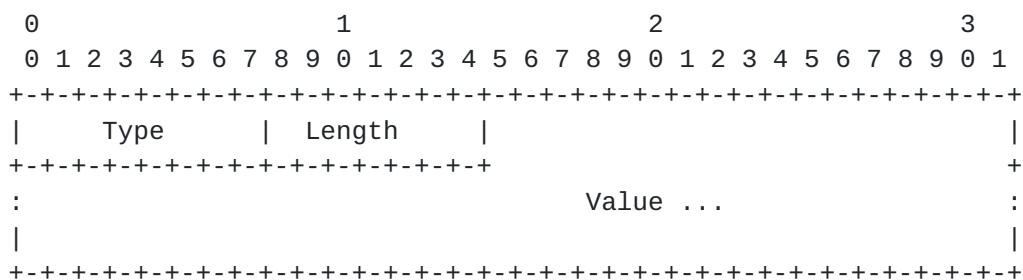 0                   1                   2                   3
0 1 2 3 4 5 6 7 8 9 0 1 2 3 4 5 6 7 8 9 0 1 2 3 4 5 6 7 8 9 0 1
+-+-+-+-+-+-+-+-+-+-+-+-+-+-+-+-+-+-+-+-+-+-+-+-+-+-+-+-+-+-+-+-+
|     Type      |  Length     |                                 |
+-+-+-+-+-+-+-+-+-+-+-+-+-+-+-+                                 +
:                                    Value ...                  :
|                                                               |
+-+-+-+-+-+-+-+-+-+-+-+-+-+-+-+-+-+-+-+-+-+-+-+-+-+-+-+-+-+-+-+-+